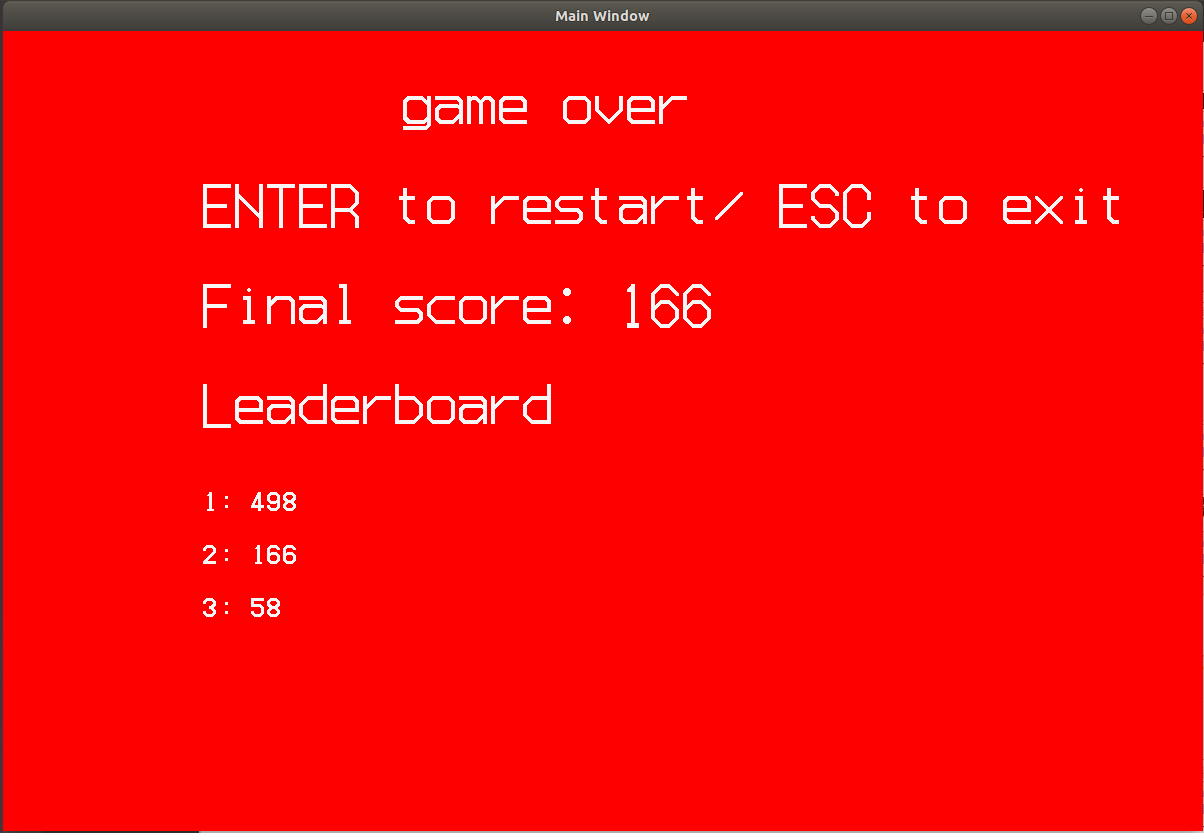 Main Window
game over
ENTER to restart/ ESC to exit
Final score: 166
Leaderboard
1: 498
2: 166
3: 58